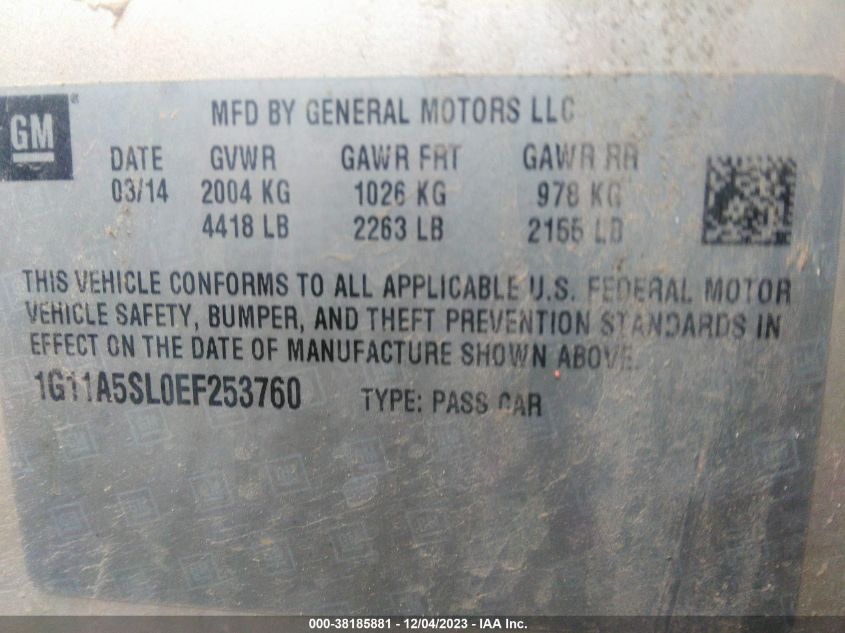 GM
MFD BY GENERAL MOTORS LLC
DATE GVWR GAWR FRT GAWR RR
03/14 2004 KG 1026 KG 978 KG
4418 LB 2263 LB 2155 LB
THIS VEHICLE CONFORMS TO ALL APPLICABLE U.S. FEDERAL MOTOR
VEHICLE SAFETY, BUMPER, AND THEFT PREVENTION STANDARDS IN
EFFECT ON THE DATE OF MANUFACTURE SHOWN ABOVE.
1G11A5SL0EF253760 TYPE: PASS CAR
000-38185881 - 12/04/2023 - IAA Inc.